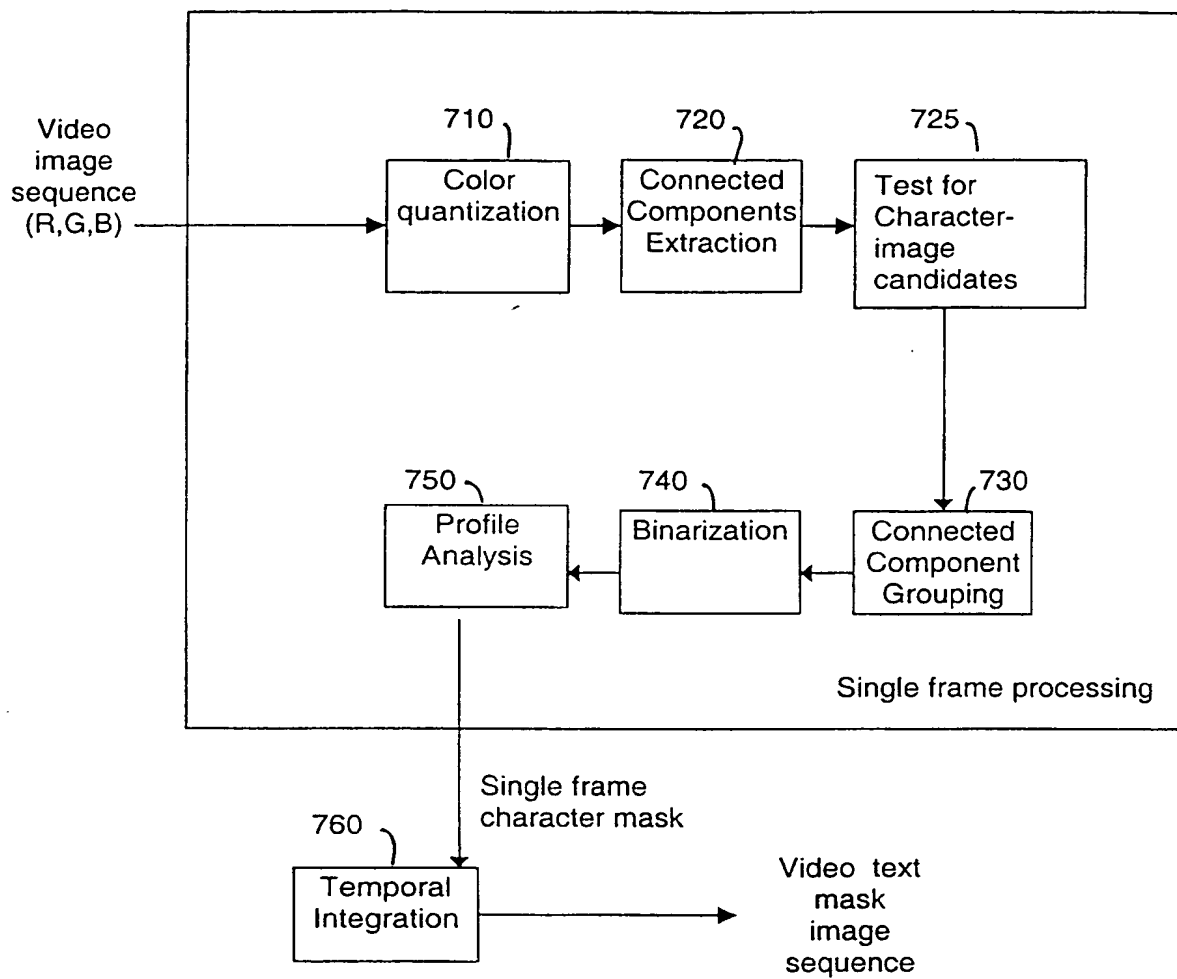 Video
image
sequence
(R,G,B)
710
Color
quantization
720
Connected
Components
Extraction
725
Test for
Character-
image
candidates
730
Connected
Component
Grouping
740
Binarization
750
Profile
Analysis
Single frame processing
Single frame
character mask
760
Temporal
Integration
Video text
mask
image
sequence